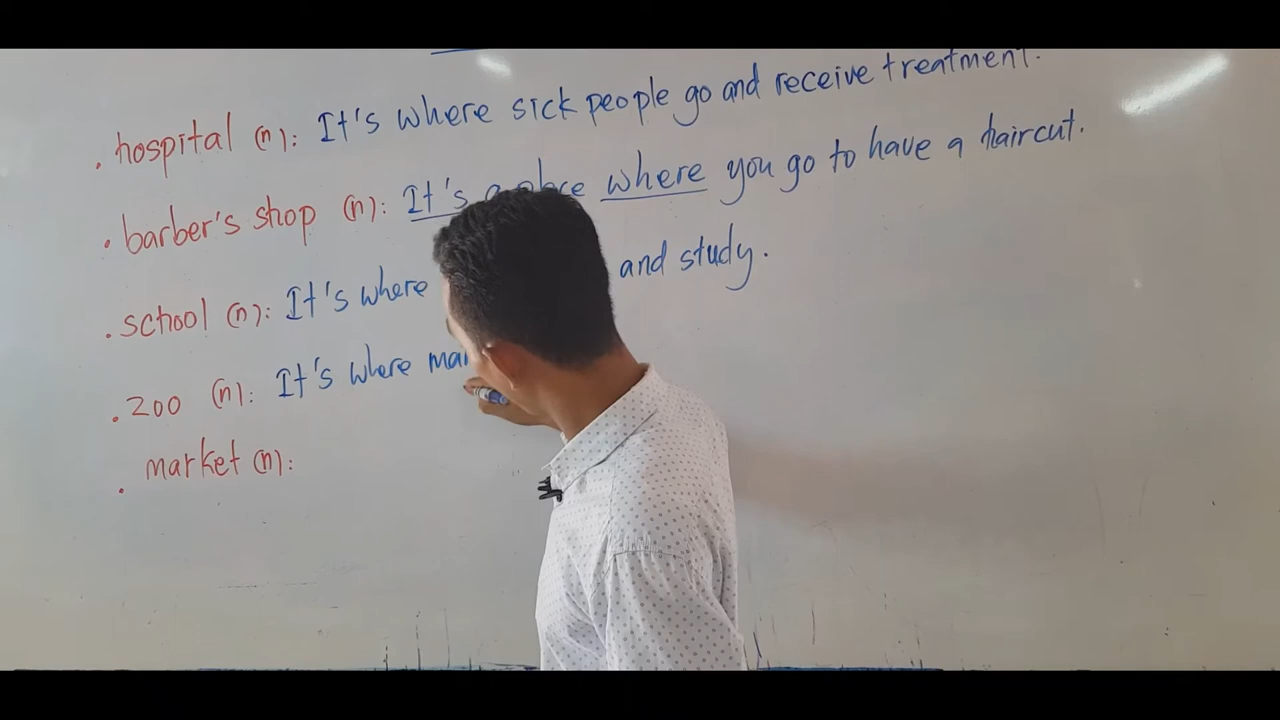 . hospital (n): It's where sick people go and receive treatment.
. barber's shop (n): It's a place where you go to have a haircut.
. school (n): It's where and study.
. zoo (n): It's where
. market (n):